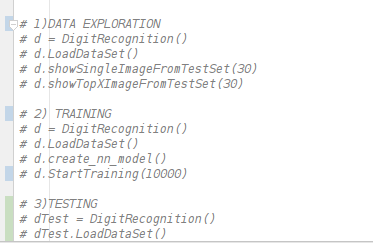 # 1)DATA EXPLORATION
# d = DigitRecognition()
# d.LoadDataSet()
# d.showSingleImageFromTestSet(30)
# d.showTopXImageFromTestSet(30)
# 2) TRAINING
# d = DigitRecognition()
# d.LoadDataSet()
# d.create_nn_model()
# d.StartTraining(10000)
# 3)TESTING
# dTest = DigitRecognition()
# dTest.LoadDataSet()